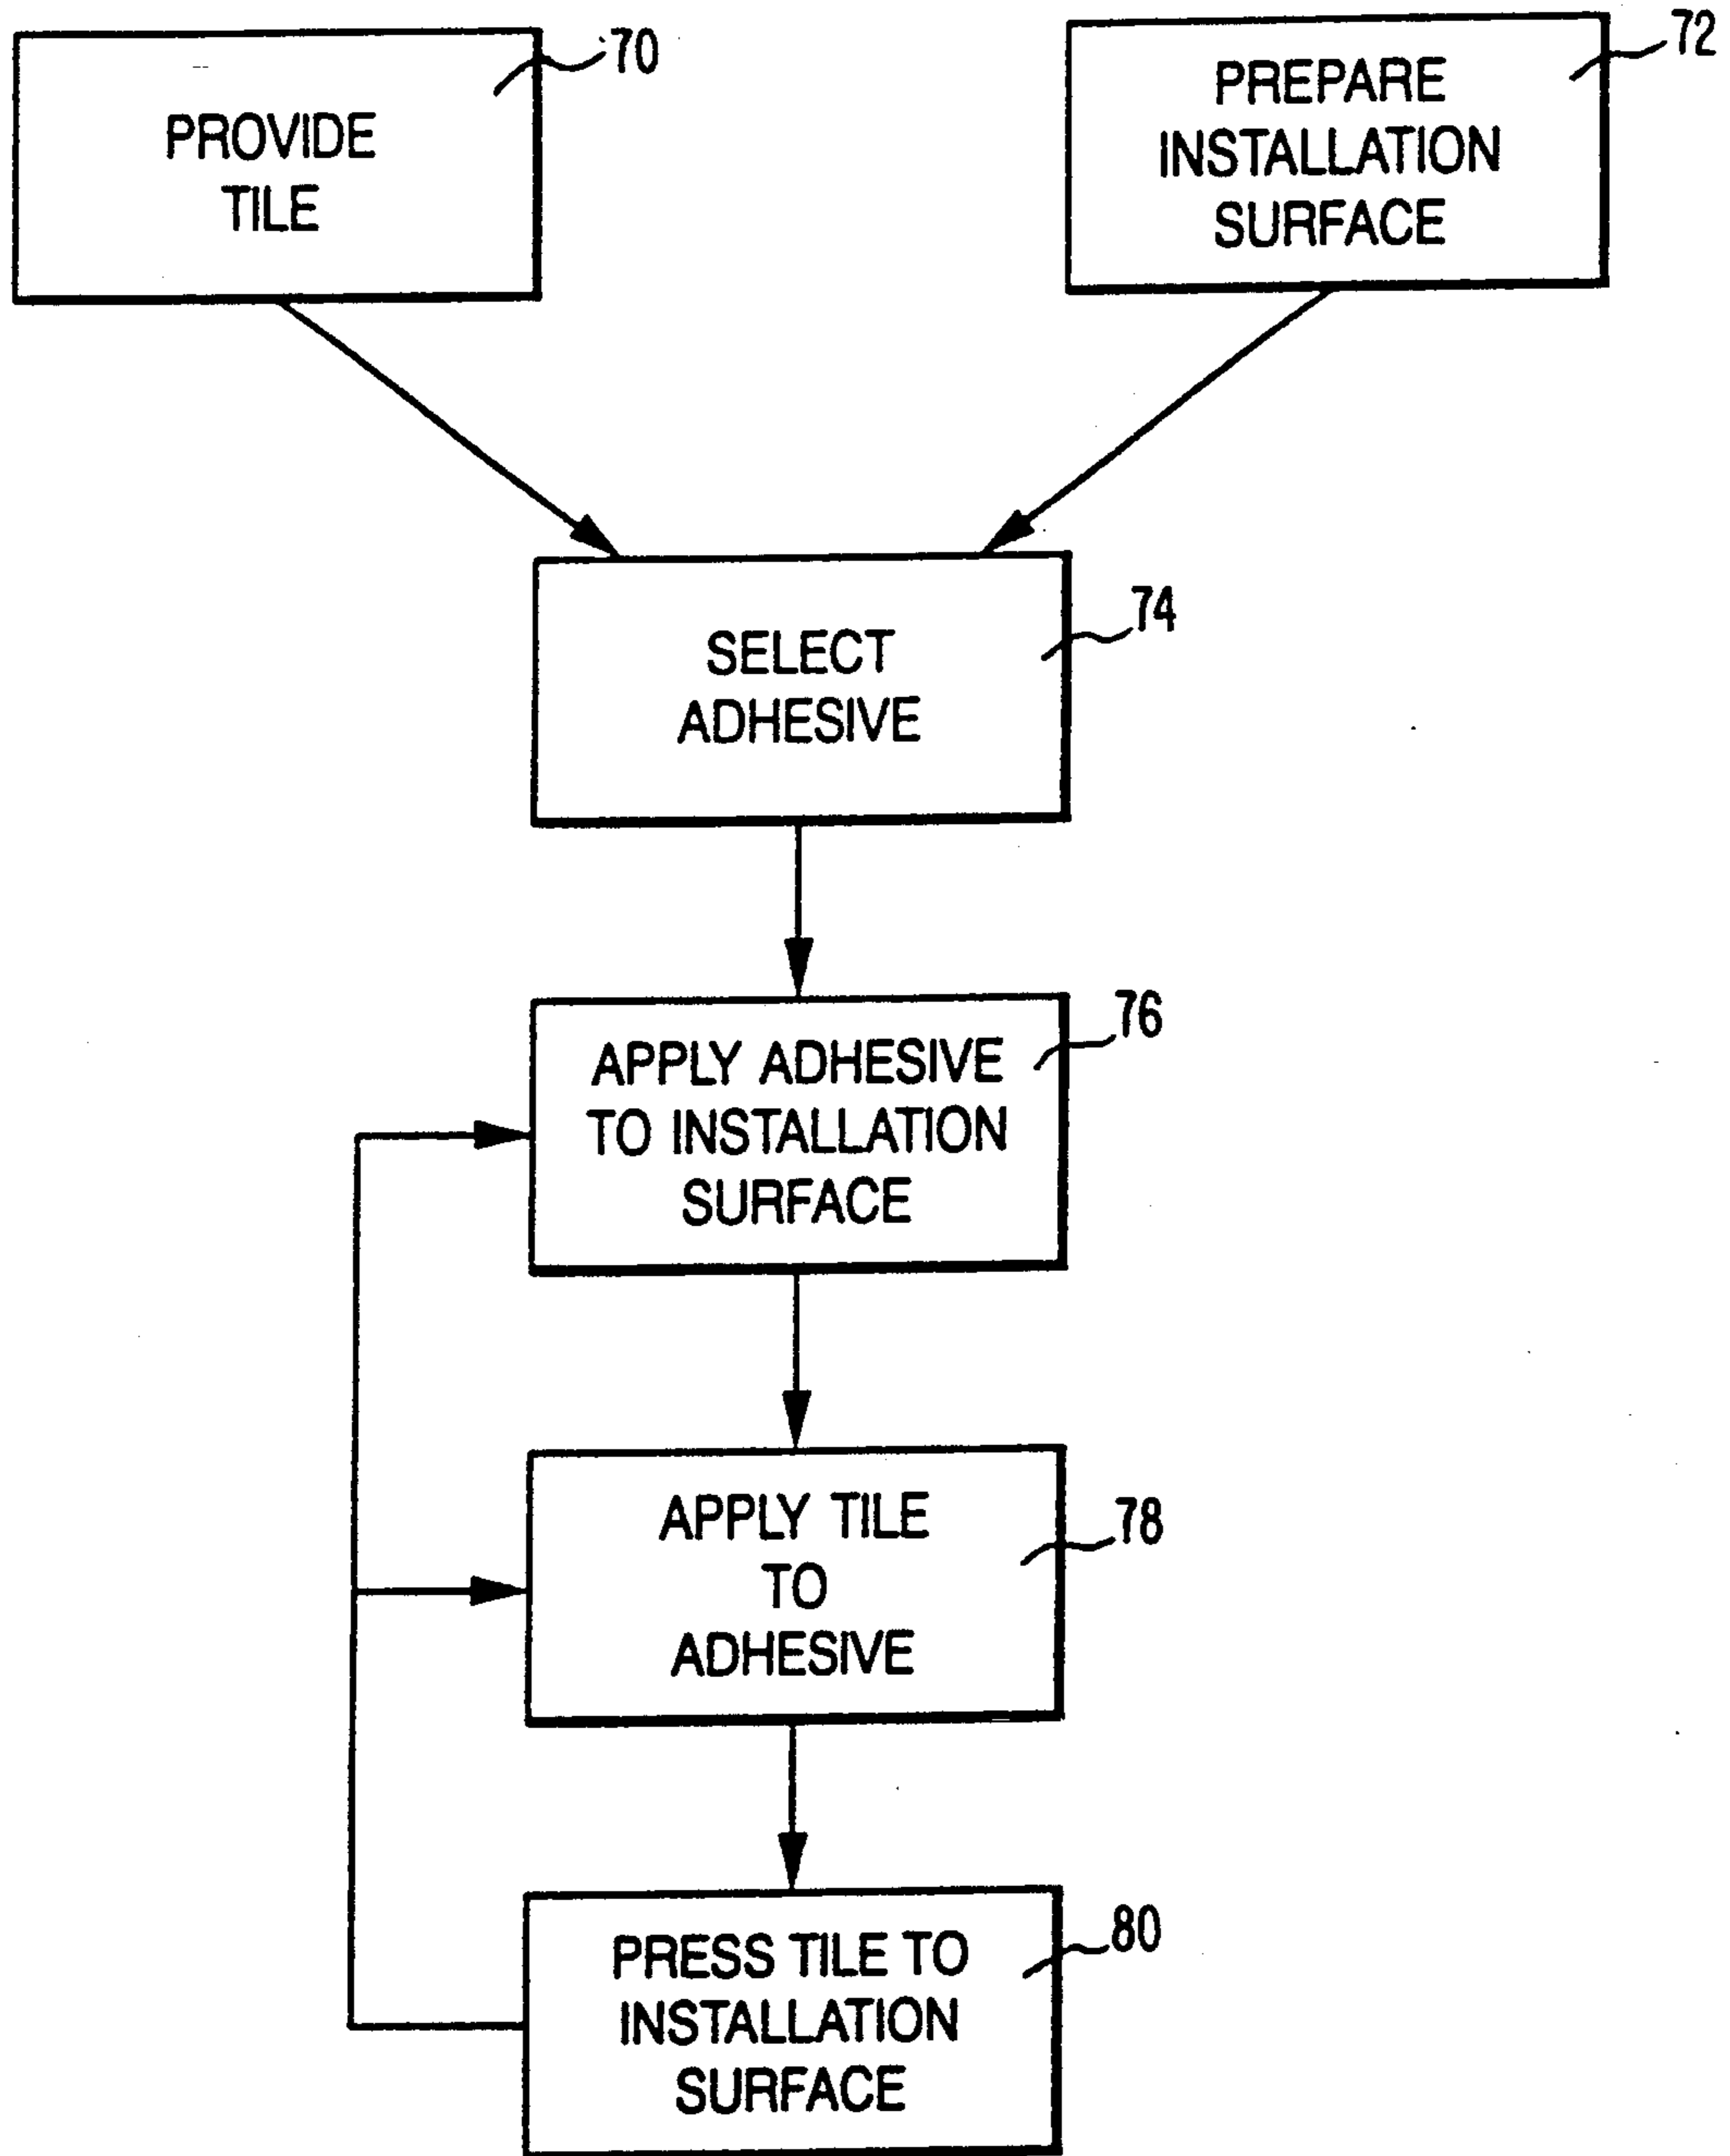 PROVIDE
TILE
70
PREPARE
INSTALLATION
SURFACE
72
SELECT
ADHESIVE
74
APPLY ADHESIVE
TO INSTALLATION
SURFACE
76
APPLY TILE
TO
ADHESIVE
78
PRESS TILE TO
INSTALLATION
SURFACE
80